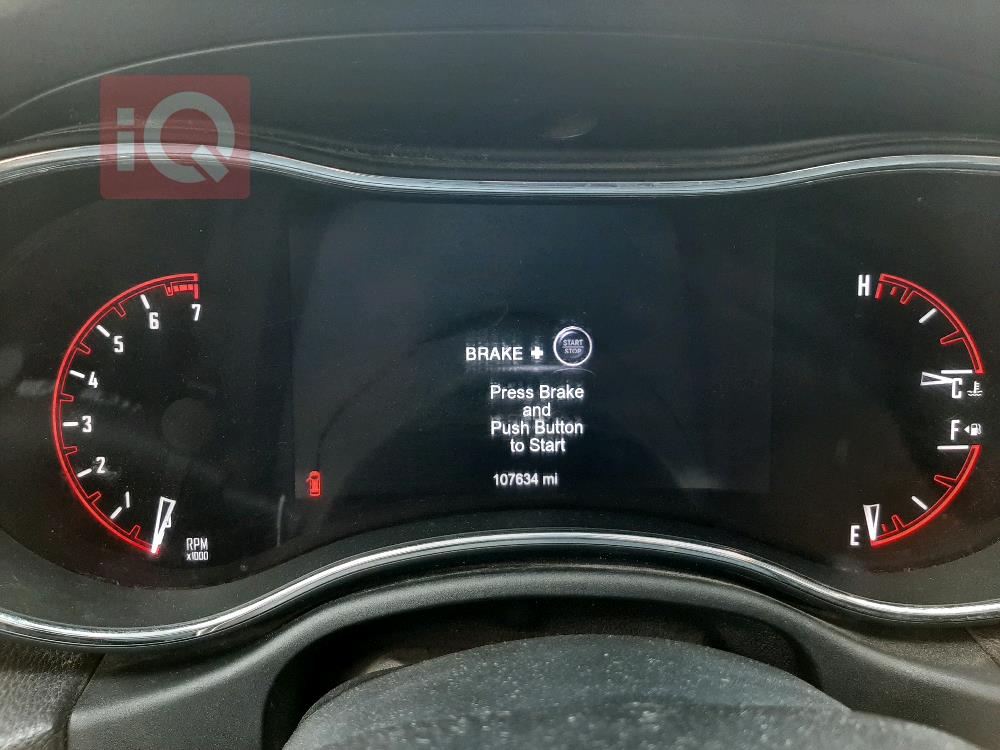 iQ
7
6
5
4
3
2
1
RPM
x1000
BRAKE +
START
STOP
Press Brake
and
Push Button
to Start
107634 mi
H
C
F
E